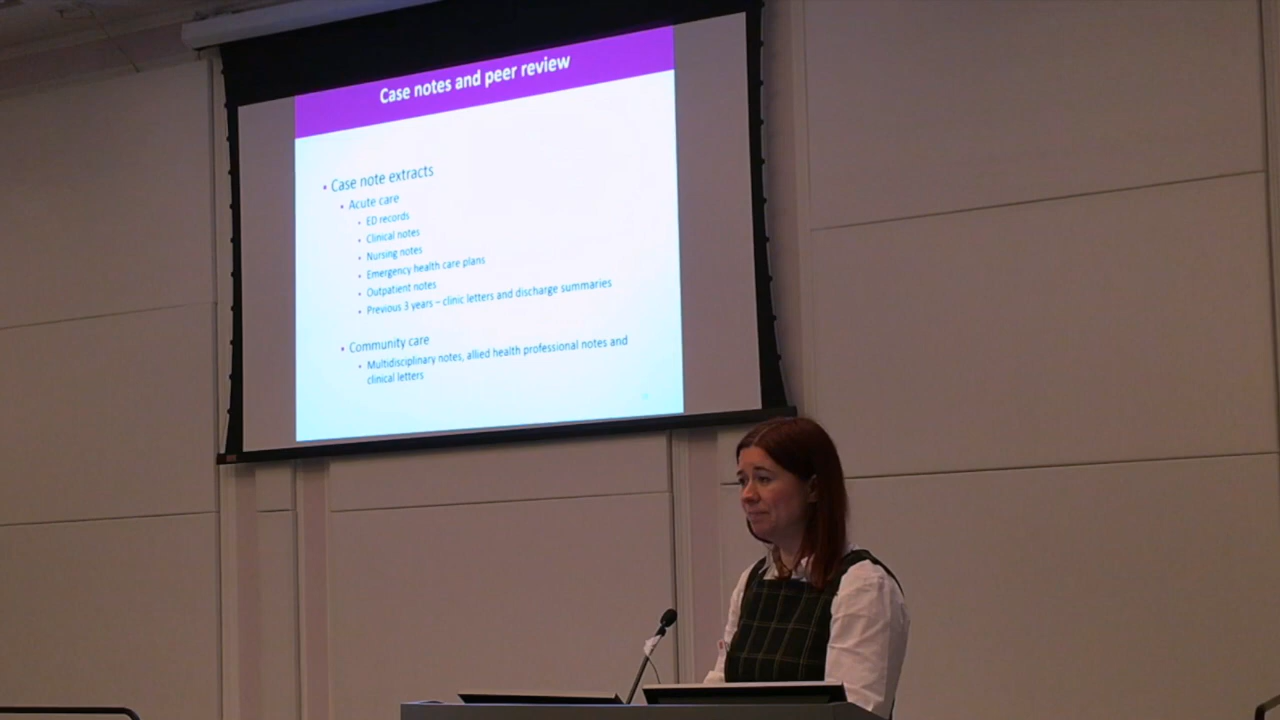 Case notes and peer review
• Case note extracts
• Acute care
• ED records
• Clinical notes
• Nursing notes
• Emergency health care plans
• Outpatient notes
• Previous 3 years – clinic letters and discharge summaries
• Community care
• Multidisciplinary notes, allied health professional notes and
clinical letters